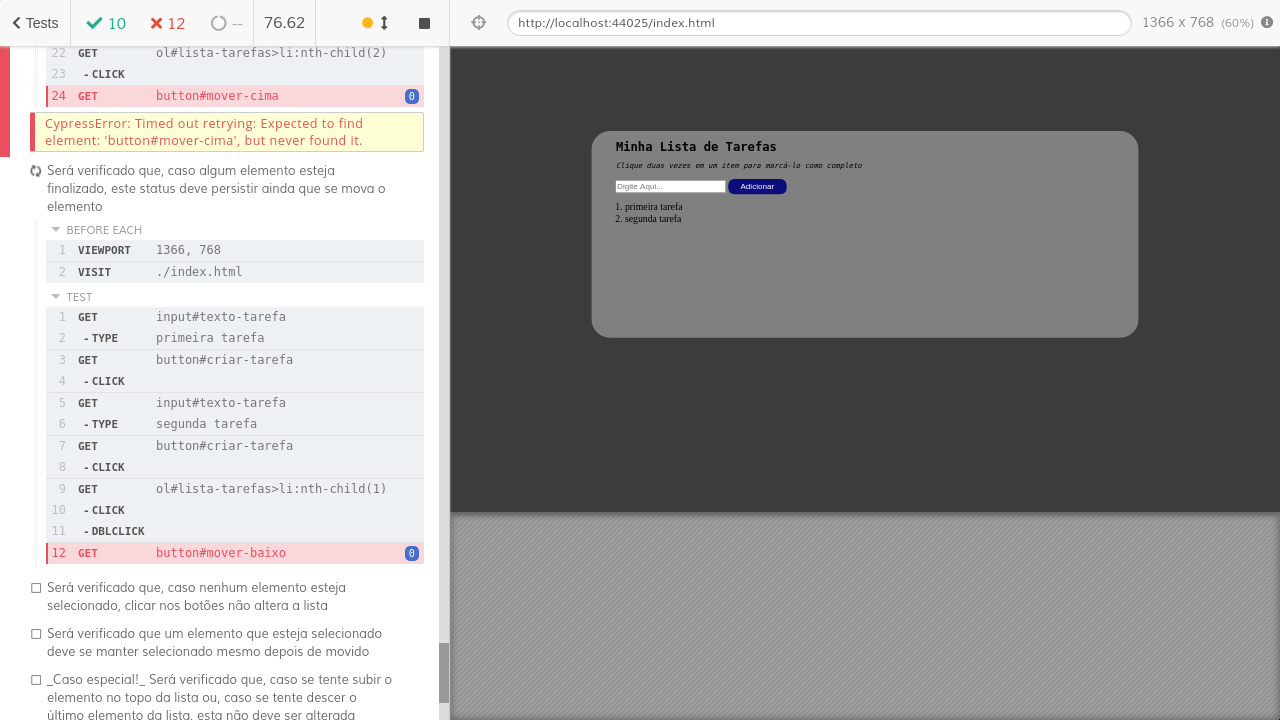 Tests 10 12 -- 76.62
22 GET ol#lista-tarefas>li:nth-child(2)
23 -CLICK
24 GET button#mover-cima 0
CypressError: Timed out retrying: Expected to find
element: 'button#mover-cima', but never found it.
Será verificado que, caso algum elemento esteja
finalizado, este status deve persistir ainda que se mova o
elemento
BEFORE EACH
1 VIEWPORT 1366, 768
2 VISIT ./index.html
TEST
1 GET input#texto-tarefa
2 -TYPE primeira tarefa
3 GET button#criar-tarefa
4 -CLICK
5 GET input#texto-tarefa
6 -TYPE segunda tarefa
7 GET button#criar-tarefa
8 -CLICK
9 GET ol#lista-tarefas>li:nth-child(1)
10 -CLICK
11 -DBLCLICK
12 GET button#mover-baixo 0
Será verificado que, caso nenhum elemento esteja
selecionado, clicar nos botões não altera a lista
Será verificado que um elemento que esteja selecionado
deve se manter selecionado mesmo depois de movido
_Caso especial!_ Será verificado que, caso se tente subir o
elemento no topo da lista ou, caso se tente descer o
último elemento da lista, esta não deve ser alterada
http://localhost:44025/index.html 1366 x 768 (60%)
Minha Lista de Tarefas
Clique duas vezes em um item para marcá-lo como completo
Digite Aqui... Adicionar
1. primeira tarefa
2. segunda tarefa